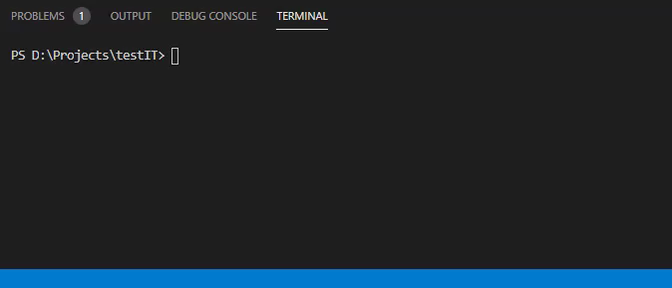 PROBLEMS 1 OUTPUT DEBUG CONSOLE TERMINAL
PS D:\Projects\testIT>